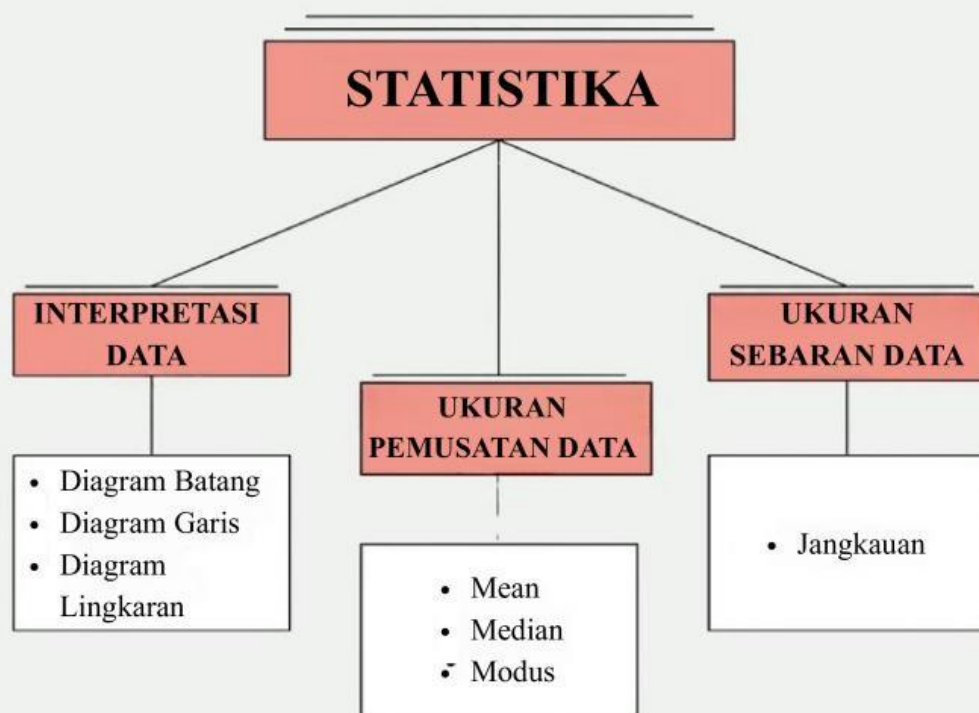 STATISTIKA
INTERPRETASI
DATA
• Diagram Batang
• Diagram Garis
• Diagram
Lingkaran
UKURAN
PEMUSATAN DATA
• Mean
• Median
• Modus
UKURAN
SEBARAN DATA
• Jangkauan